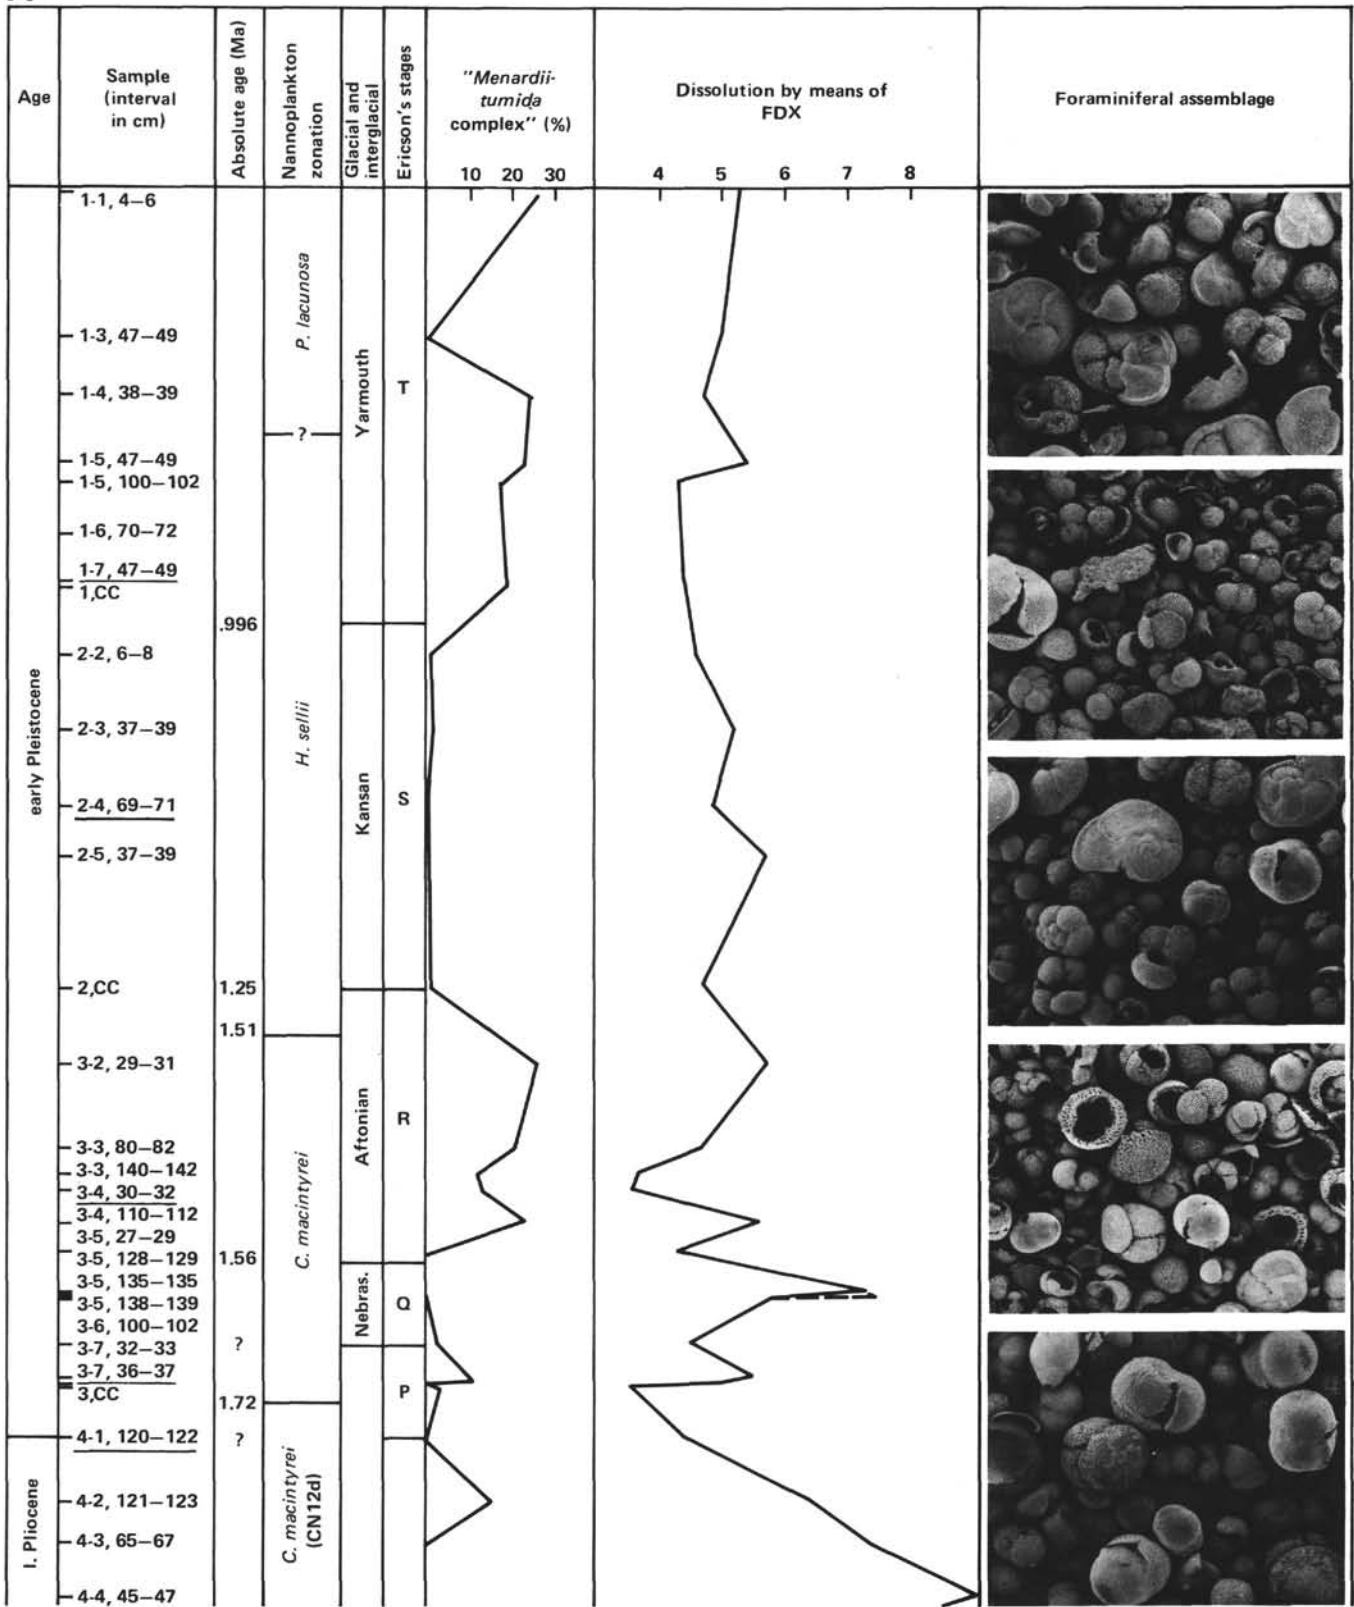 Age
Sample
(interval
in cm)
Absolute age (Ma)
Nannoplankton
zonation
Glacial and
interglacial
Ericson's stages
"Menardii-
tumida
complex" (%)
10 20 30
Dissolution by means of
FDX
4 5 6 7 8
Foraminiferal assemblage
early Pleistocene
l. Pliocene
1-1, 4–6
1-3, 47–49
1-4, 38–39
1-5, 47–49
1-5, 100–102
1-6, 70–72
1-7, 47–49
1,CC
2-2, 6–8
2-3, 37–39
2-4, 69–71
2-5, 37–39
2,CC
3-2, 29–31
3-3, 80–82
3-3, 140–142
3-4, 30–32
3-4, 110–112
3-5, 27–29
3-5, 128–129
3-5, 135–135
3-5, 138–139
3-6, 100–102
3-7, 32–33
3-7, 36–37
3,CC
4-1, 120–122
4-2, 121–123
4-3, 65–67
4-4, 45–47
.996
1.25
1.51
1.56
?
1.72
?
P. lacunosa
?
H. sellii
C. macintyrei
C. macintyrei
(CN12d)
Yarmouth
Kansan
Aftonian
Nebras.
T
S
R
Q
P